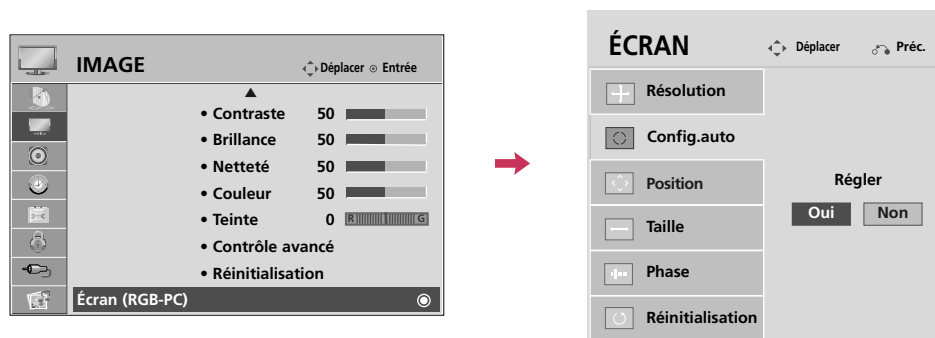 IMAGE
Déplacer Entrée
• Contraste 50
• Brillance 50
• Netteté 50
• Couleur 50
• Teinte 0 R G
• Contrôle avancé
• Réinitialisation
Écran (RGB-PC)
ÉCRAN
Déplacer Préc.
Résolution
Config.auto
Position
Taille
Phase
Réinitialisation
Régler
Oui Non